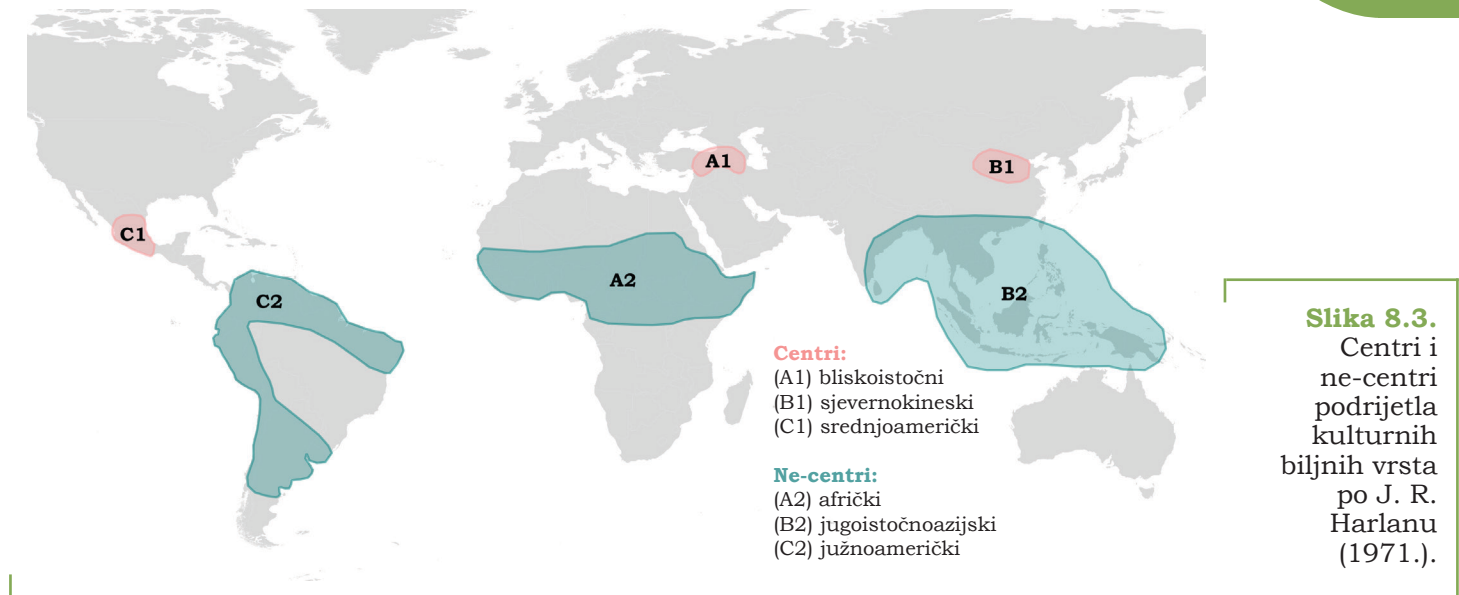 A1
B1
C1
A2
C2
B2
Centri:
(A1) bliskoistočni
(B1) sjevernokineski
(C1) srednjoamerički
Ne-centri:
(A2) afrički
(B2) jugoistočnoazijski
(C2) južnoamerički
Slika 8.3.
Centri i
ne-centri
podrijetla
kulturnih
biljnih vrsta
po J. R.
Harlanu
(1971.).